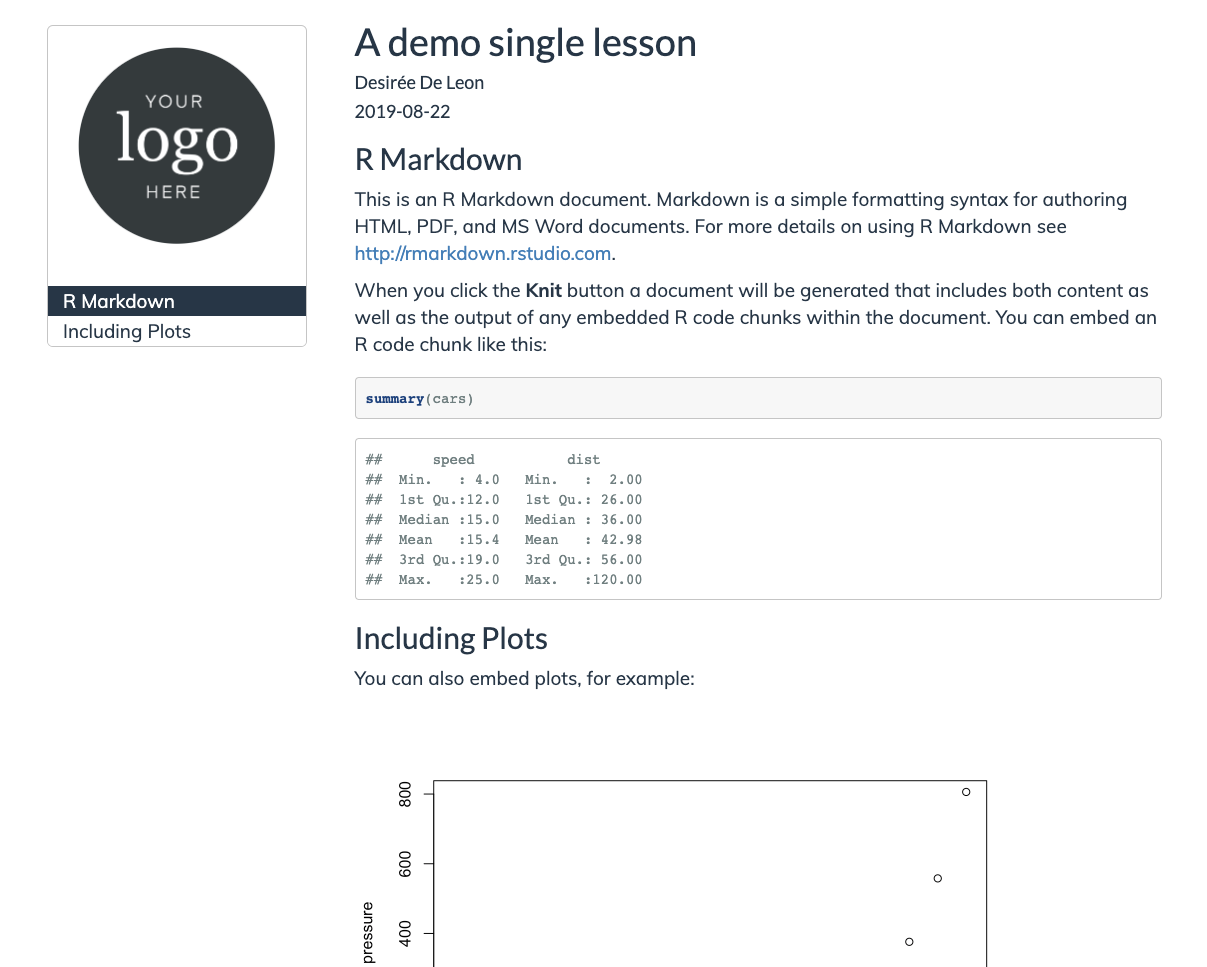 YOUR
logo
HERE
R Markdown
Including Plots
A demo single lesson
Desirée De Leon
2019-08-22
R Markdown
This is an R Markdown document. Markdown is a simple formatting syntax for authoring
HTML, PDF, and MS Word documents. For more details on using R Markdown see
http://rmarkdown.rstudio.com.
When you click the Knit button a document will be generated that includes both content as
well as the output of any embedded R code chunks within the document. You can embed an
R code chunk like this:
summary(cars)
##      speed           dist
##  Min.   : 4.0   Min.   :  2.00
##  1st Qu.:12.0   1st Qu.: 26.00
##  Median :15.0   Median : 36.00
##  Mean   :15.4   Mean   : 42.98
##  3rd Qu.:19.0   3rd Qu.: 56.00
##  Max.   :25.0   Max.   :120.00
Including Plots
You can also embed plots, for example:
800
600
400
pressure